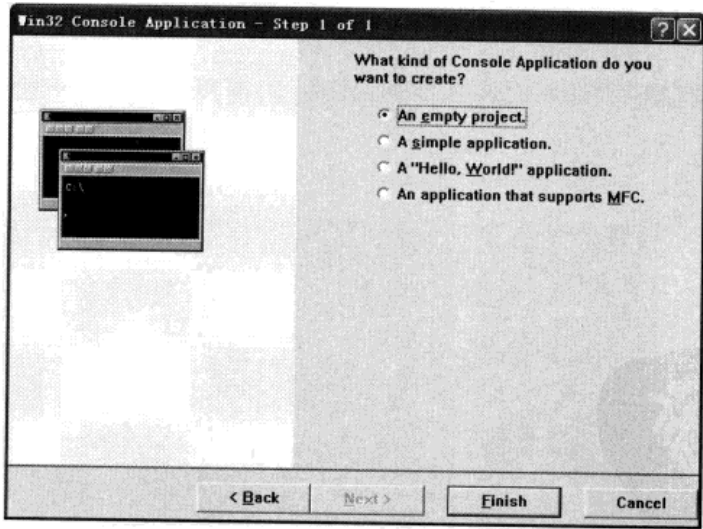 Win32 Console Application - Step 1 of 1
What kind of Console Application do you
want to create?
An empty project.
A simple application.
A "Hello, World!" application.
An application that supports MFC.
C:\
< Back
Next >
Finish
Cancel